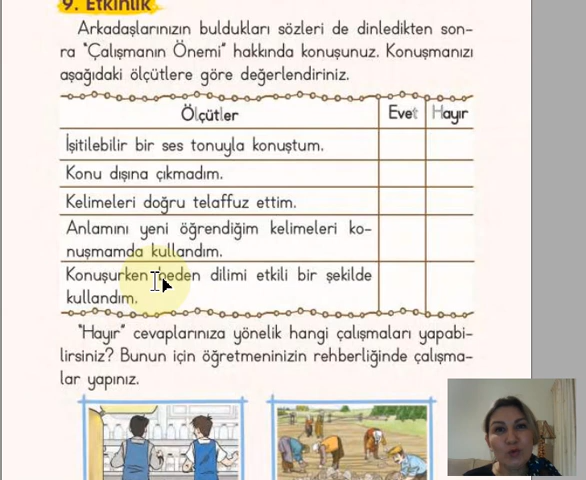 9. Etkinlik
Arkadaşlarınızın buldukları sözleri de dinledikten son-
ra "Çalışmanın Önemi" hakkında konuşunuz. Konuşmanızı
aşağıdaki ölçütlere göre değerlendiriniz.
Ölçütler Evet Hayır
İşitilebilir bir ses tonuyla konuştum.
Konu dışına çıkmadım.
Kelimeleri doğru telaffuz ettim.
Anlamını yeni öğrendiğim kelimeleri ko-
nuşmamda kullandım.
Konuşurken beden dilimi etkili bir şekilde
kullandım.
"Hayır" cevaplarınıza yönelik hangi çalışmaları yapabi-
lirsiniz? Bunun için öğretmeninizin rehberliğinde çalışma-
lar yapınız.